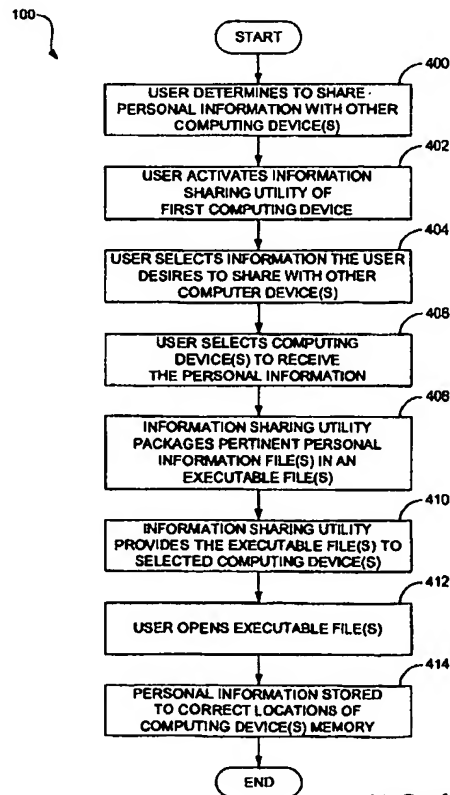 100
START
400
USER DETERMINES TO SHARE
PERSONAL INFORMATION WITH OTHER
COMPUTING DEVICE(S)
402
USER ACTIVATES INFORMATION
SHARING UTILITY OF
FIRST COMPUTING DEVICE
404
USER SELECTS INFORMATION THE USER
DESIRES TO SHARE WITH OTHER
COMPUTER DEVICE(S)
406
USER SELECTS COMPUTING
DEVICE(S) TO RECEIVE
THE PERSONAL INFORMATION
408
INFORMATION SHARING UTILITY
PACKAGES PERTINENT PERSONAL
INFORMATION FILE(S) IN AN
EXECUTABLE FILE(S)
410
INFORMATION SHARING UTILITY
PROVIDES THE EXECUTABLE FILE(S) TO
SELECTED COMPUTING DEVICE(S)
412
USER OPENS EXECUTABLE FILE(S)
414
PERSONAL INFORMATION STORED
TO CORRECT LOCATIONS OF
COMPUTING DEVICE(S) MEMORY
END